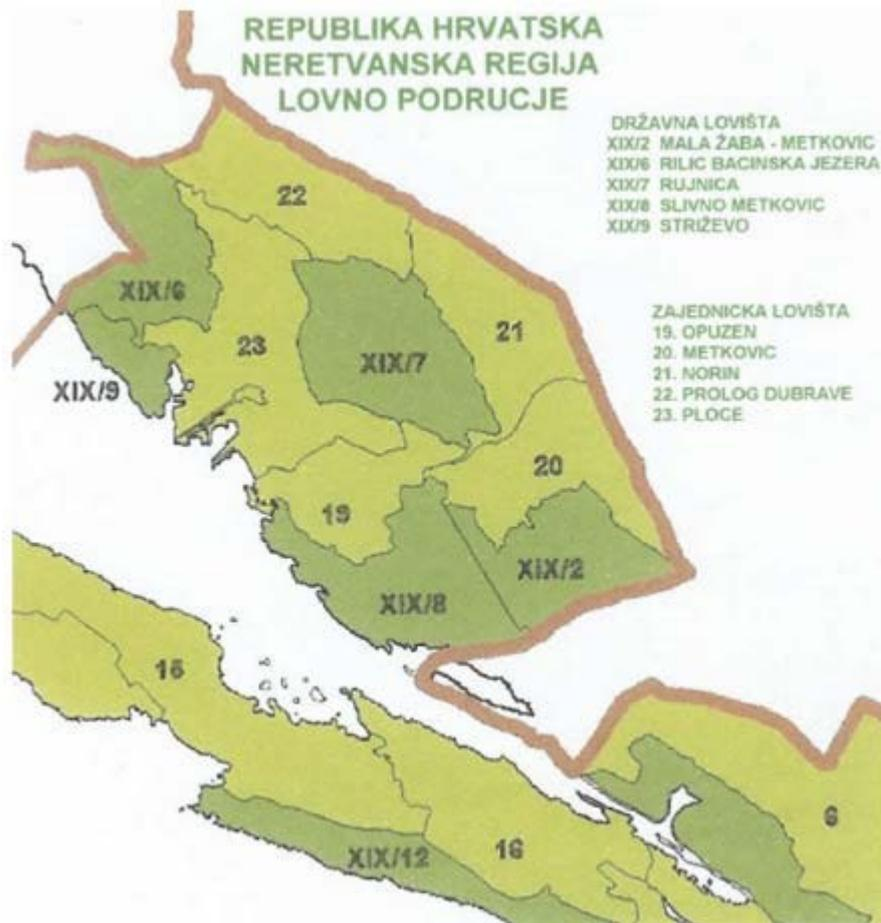 REPUBLIKA HRVATSKA
NERETVANSKA REGIJA
LOVNO PODRUCJE
DRŽAVNA LOVIŠTA
XIX/2 MALA ŽABA - METKOVIC
XIX/6 RILIC BACINSKA JEZERA
XIX/7 RUJNICA
XIX/8 SLIVNO METKOVIC
XIX/9 STRIŽEVO
ZAJEDNICKA LOVIŠTA
19. OPUZEN
20. METKOVIC
21. NORIN
22. PROLOG DUBRAVE
23. PLOCE
22
XIX/6
21
23
XIX/7
XIX/9
20
19
XIX/2
XIX/8
15
6
16
XIX/12